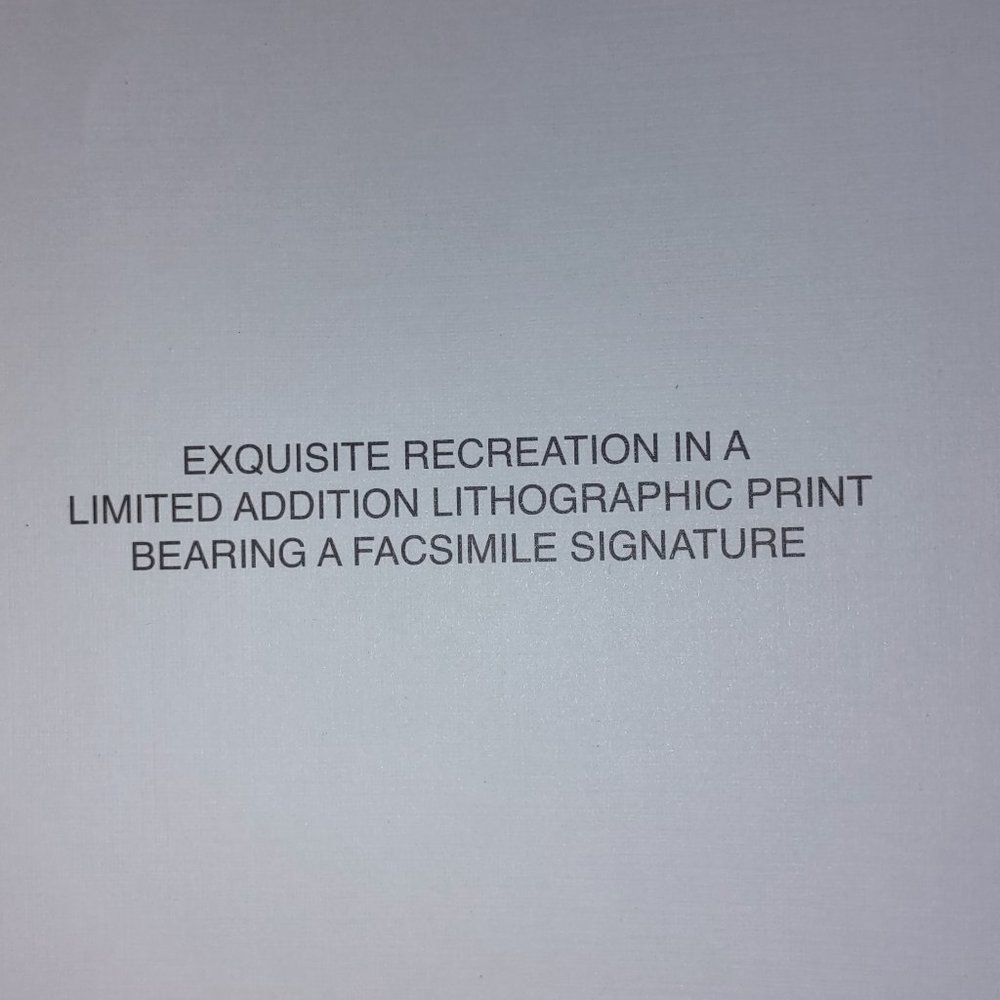 EXQUISITE RECREATION IN A
LIMITED ADDITION LITHOGRAPHIC PRINT
BEARING A FACSIMILE SIGNATURE